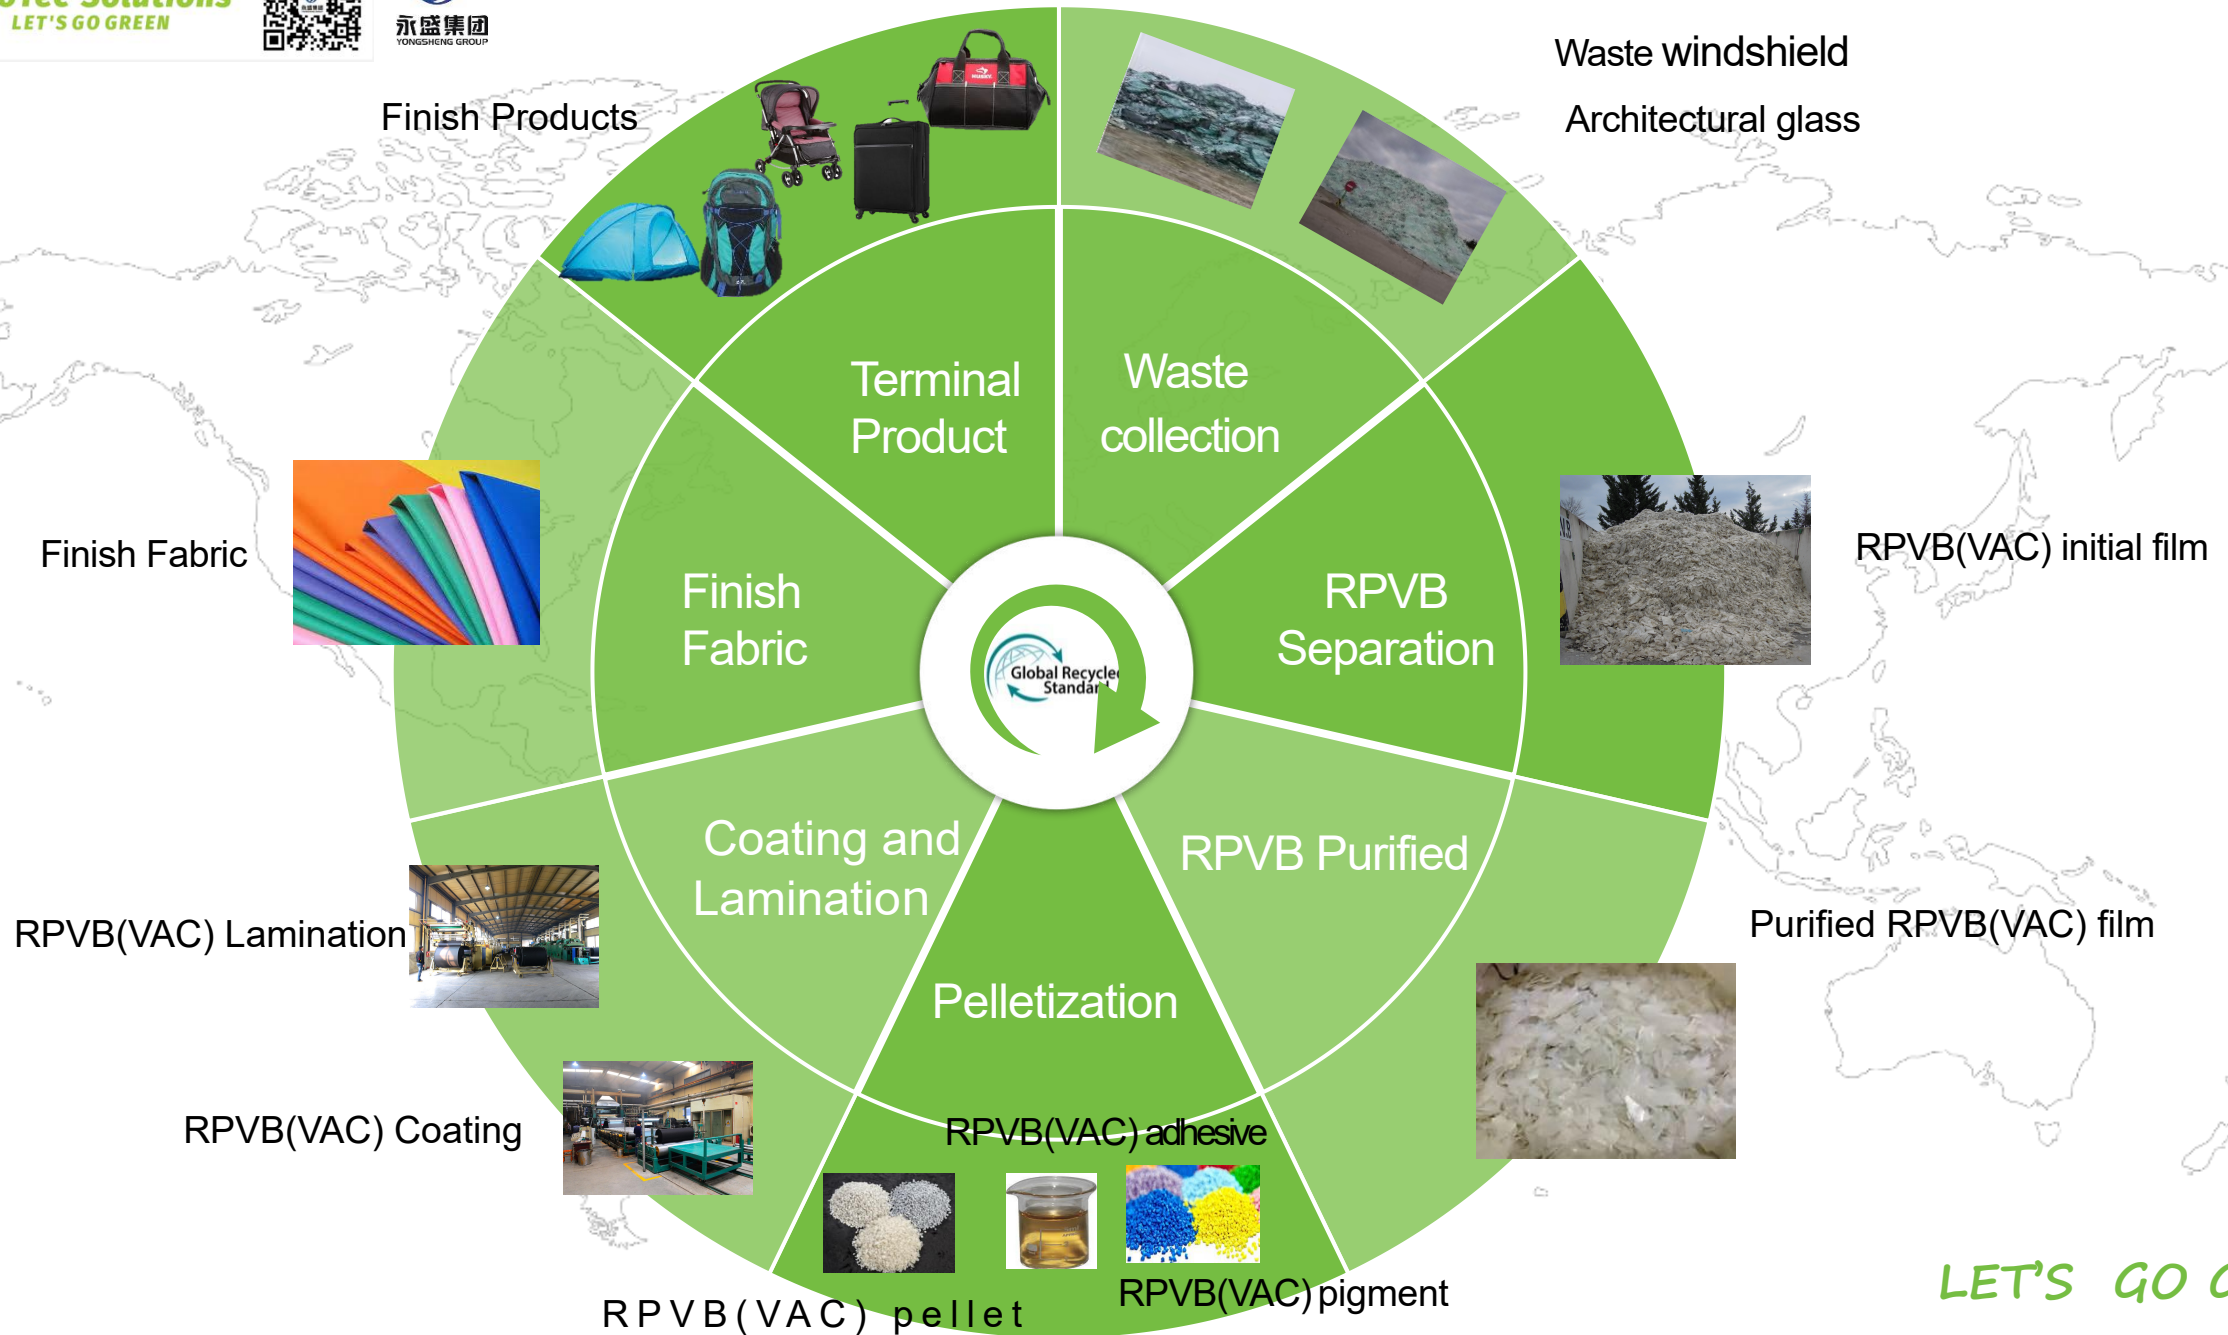 Solutions
LET'S GO GREEN
永盛集团
YONGSHENG GROUP
Finish Products
HUSKY
Waste windshield
Architectural glass
Terminal
Product
Waste
collection
Finish Fabric
Finish
Fabric
Global Recycled
Standard
RPVB
Separation
RPVB(VAC) initial film
Coating and
Lamination
RPVB Purified
RPVB(VAC) Lamination
Purified RPVB(VAC) film
Pelletization
RPVB(VAC) Coating
RPVB(VAC) adhesive
RPVB(VAC) pellet
RPVB(VAC) pigment
LET'S GO